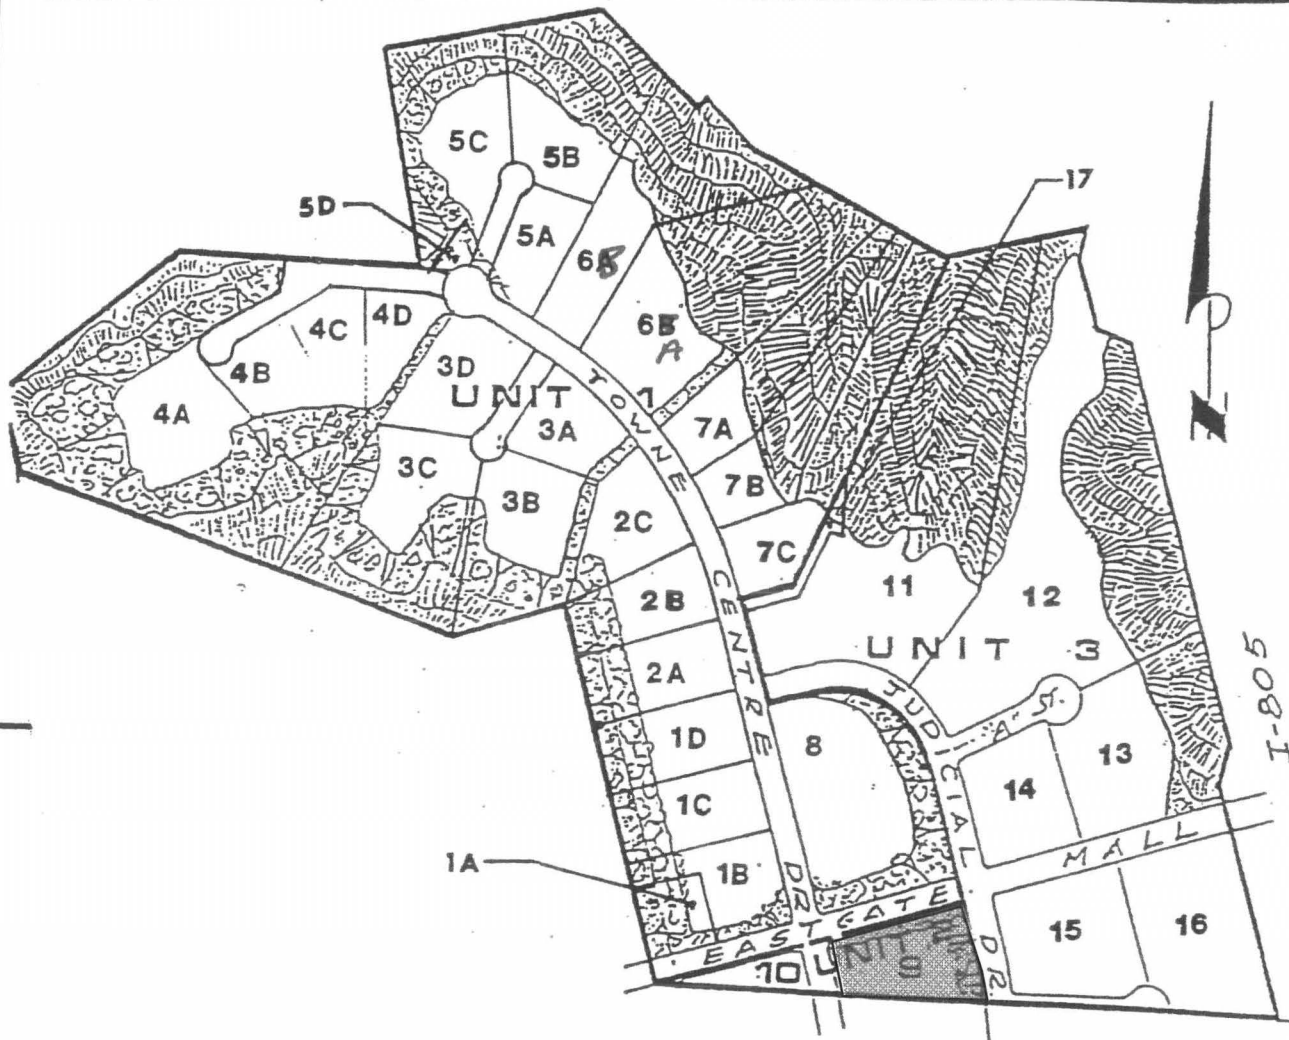 5C
5B
17
5D
5A
6B
4C
4D
6B
A
4B
3D
UNIT 1
TOWNE CENTRE DR.
4A
3A
7A
3C
3B
7B
2C
7C
2B
11
12
UNIT 3
2A
JUDICIAL DR.
"A" St.
1D
8
13
I-805
14
1C
MALL
1A
1B
EASTGATE
15
16
10
UNIT
9
N